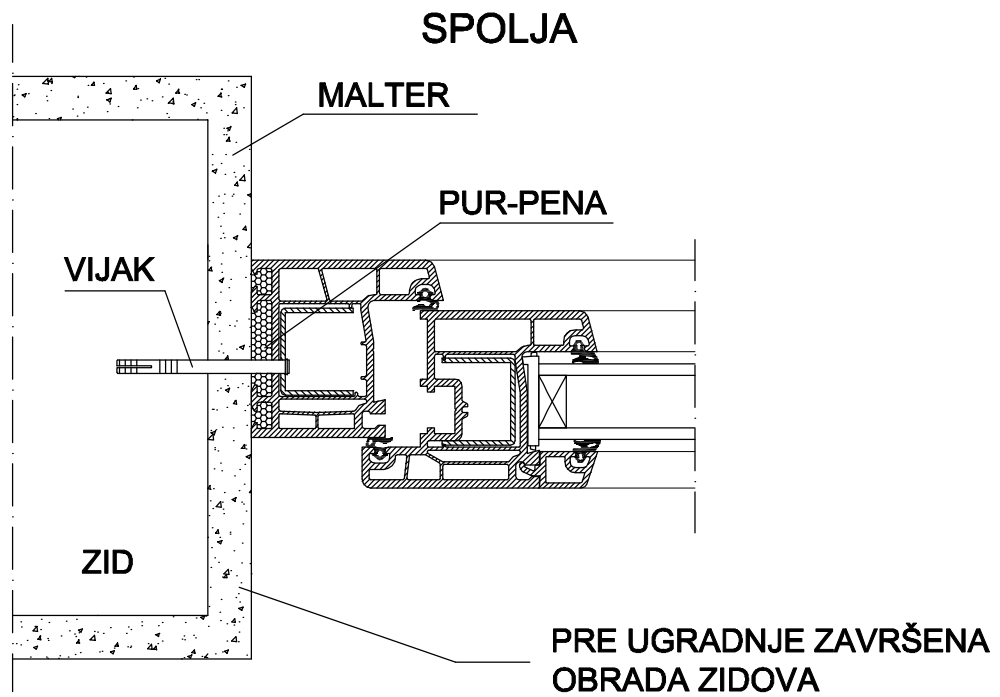 SPOLJA
MALTER
PUR-PENA
VIJAK
ZID
PRE UGRADNJE ZAVRŠENA
OBRADA ZIDOVA